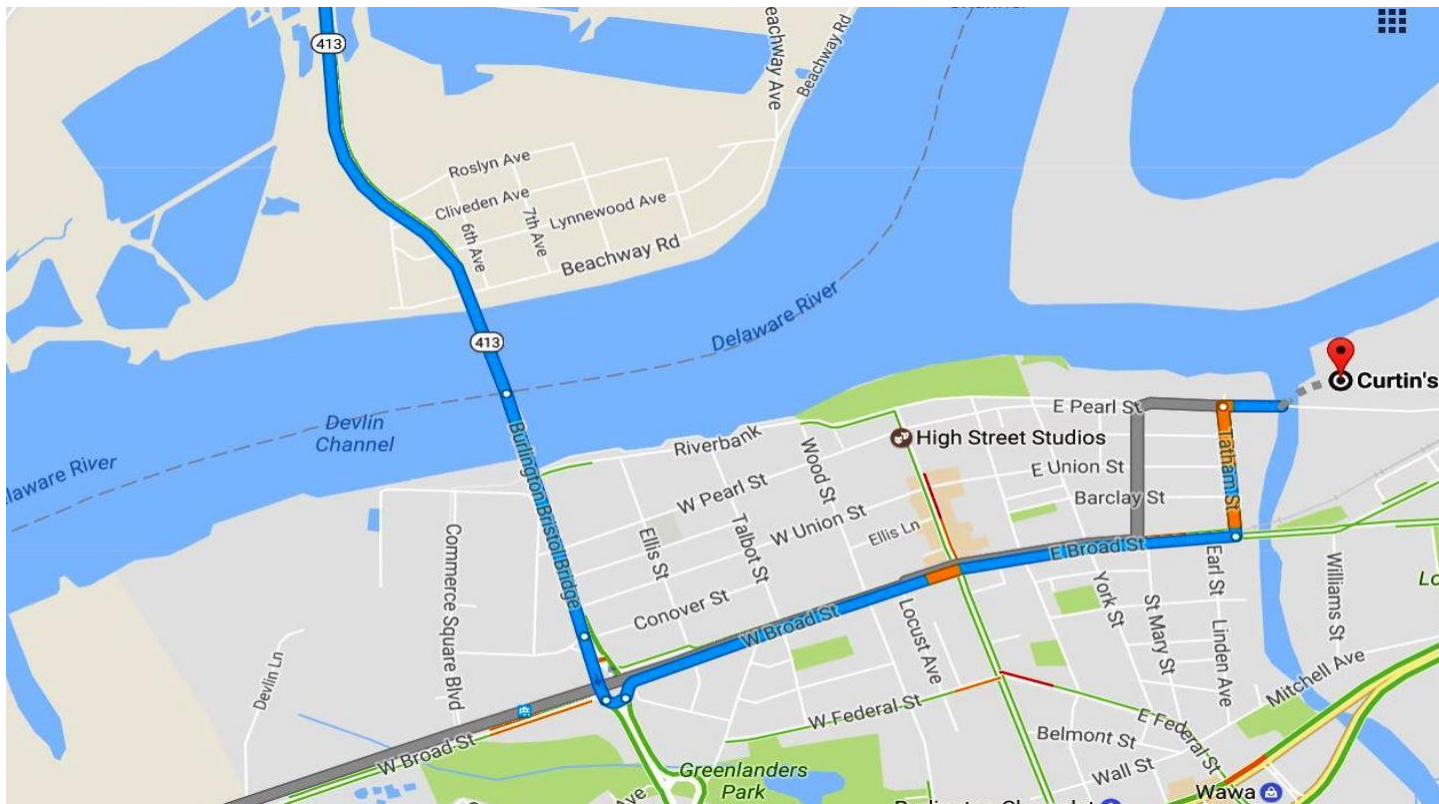 413
Beachway Rd
Roslyn Ave
Cliveden Ave
7th Ave
Lynnewood Ave
6th Ave
Beachway Rd
413
Delaware River
Curtin's
Devlin
Channel
E Pearl St
High Street Studios
Riverbank
Wood St
Tatham St
E Union St
Barclay St
W Pearl St
Burlington Bristol Bridge
W Union St
Ellis Ln
Talbot St
Ellis St
E Broad St
Commerce Square Blvd
Earl St
Williams St
York St
St Mary St
Conover St
W Broad St
Locust Ave
Linden Ave
Devlin Ln
Mitchell Ave
W Federal St
E Federal St
Belmont St
W Broad St
Wall St
Greenlanders
Park
Wawa